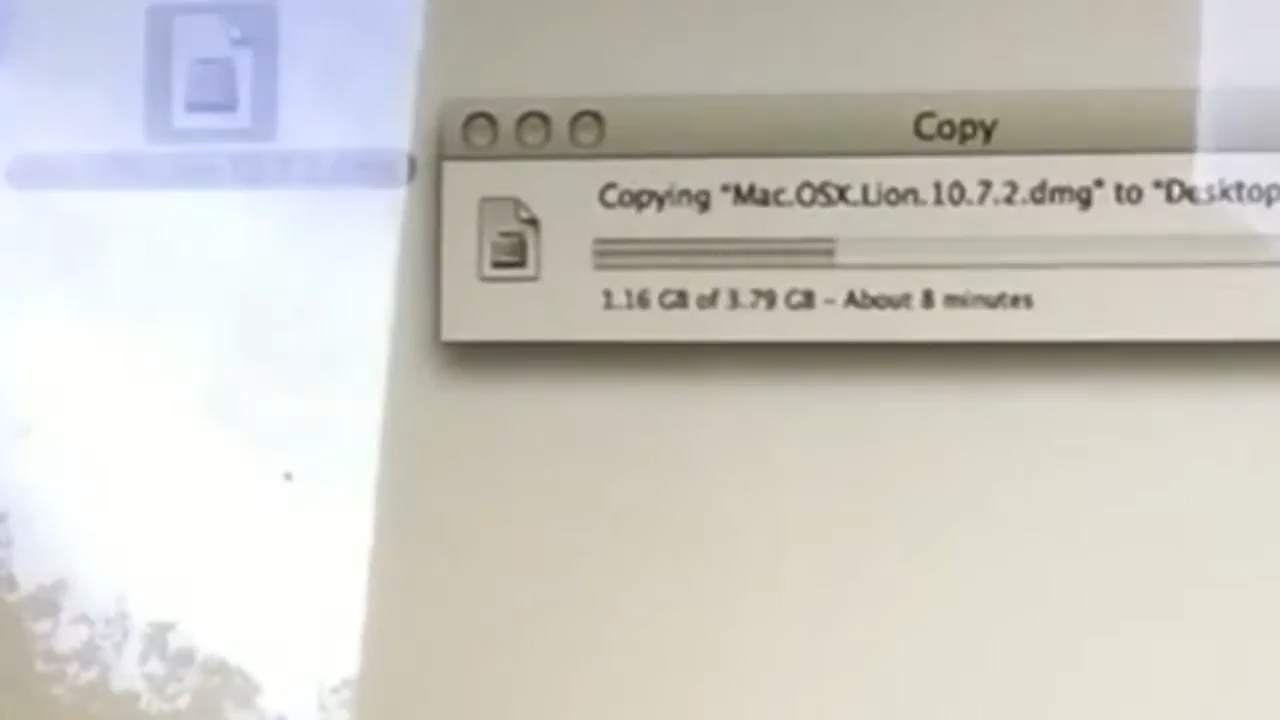 Copy
Copying "Mac.OSX.Lion.10.7.2.dmg" to "Desktop
1.16 GB of 3.79 GB – About 8 minutes